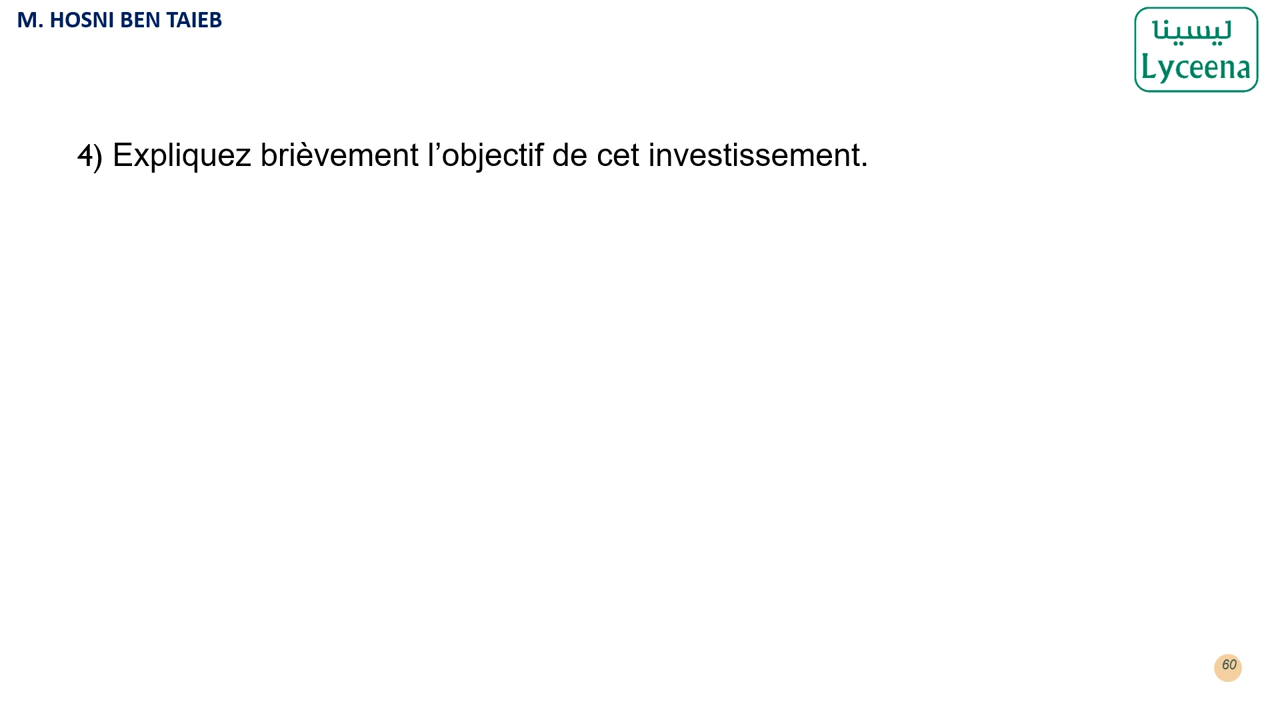 M. HOSNI BEN TAIEB
ليسينا
Lyceena
4) Expliquez brièvement l’objectif de cet investissement.
60